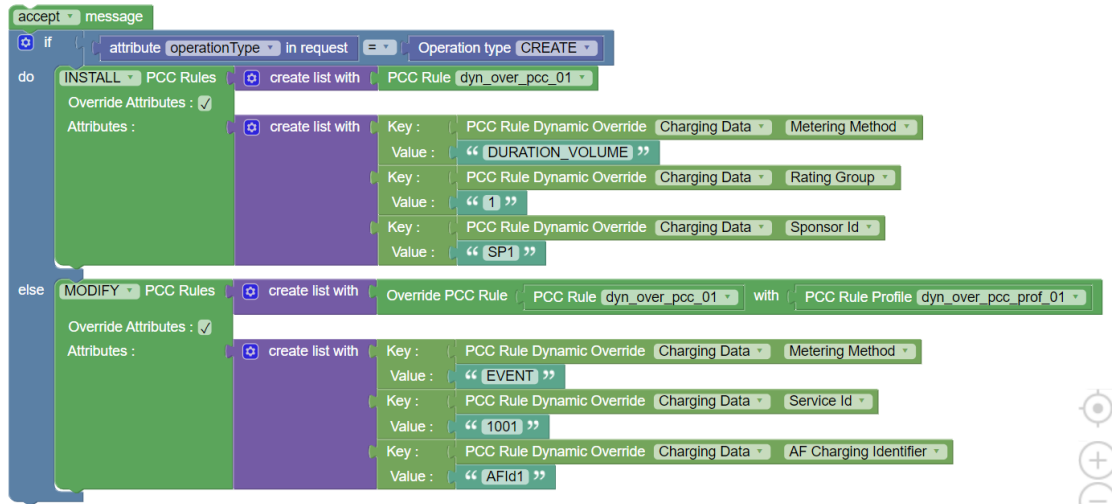 accept message
if attribute operationType in request = Operation type CREATE
do INSTALL PCC Rules create list with PCC Rule dyn_over_pcc_01
Override Attributes :
Attributes : create list with Key : PCC Rule Dynamic Override Charging Data Metering Method
Value : “ DURATION_VOLUME ”
Key : PCC Rule Dynamic Override Charging Data Rating Group
Value : “ 1 ”
Key : PCC Rule Dynamic Override Charging Data Sponsor Id
Value : “ SP1 ”
else MODIFY PCC Rules create list with Override PCC Rule PCC Rule dyn_over_pcc_01 with PCC Rule Profile dyn_over_pcc_prof_01
Override Attributes :
Attributes : create list with Key : PCC Rule Dynamic Override Charging Data Metering Method
Value : “ EVENT ”
Key : PCC Rule Dynamic Override Charging Data Service Id
Value : “ 1001 ”
Key : PCC Rule Dynamic Override Charging Data AF Charging Identifier
Value : “ AFId1 ”